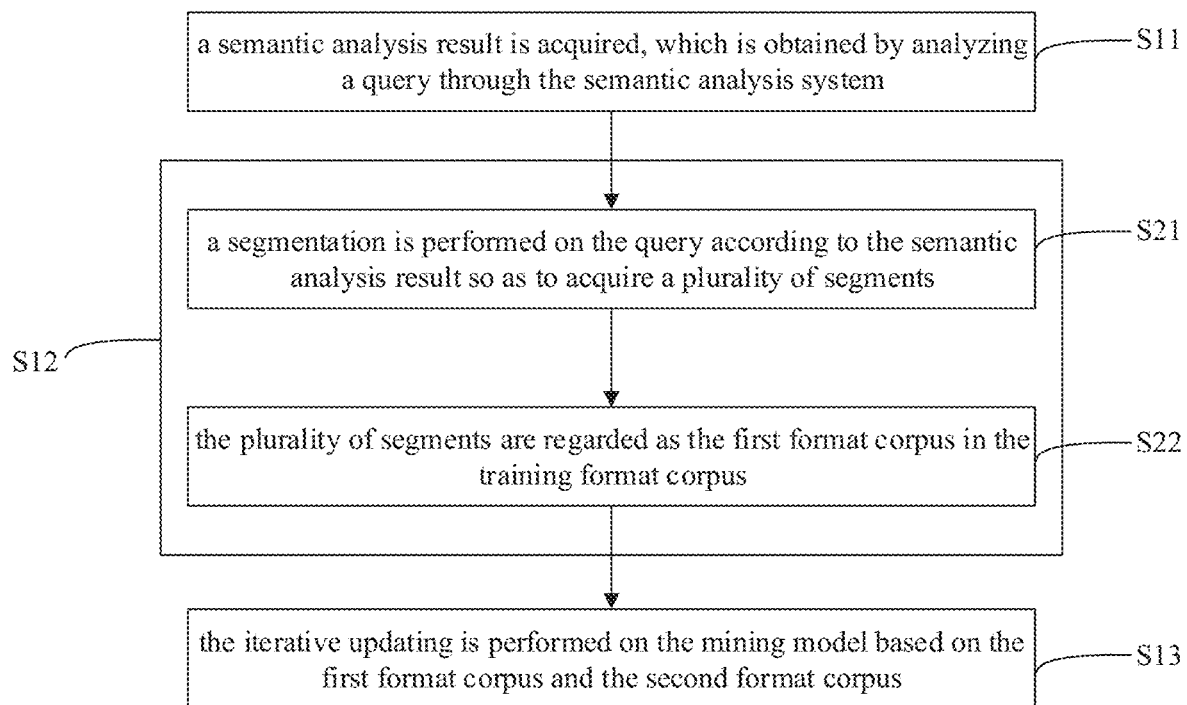 a semantic analysis result is acquired, which is obtained by analyzing
a query through the semantic analysis system
S11
a segmentation is performed on the query according to the semantic
analysis result so as to acquire a plurality of segments
S21
S12
the plurality of segments are regarded as the first format corpus in the
training format corpus
S22
the iterative updating is performed on the mining model based on the
first format corpus and the second format corpus
S13